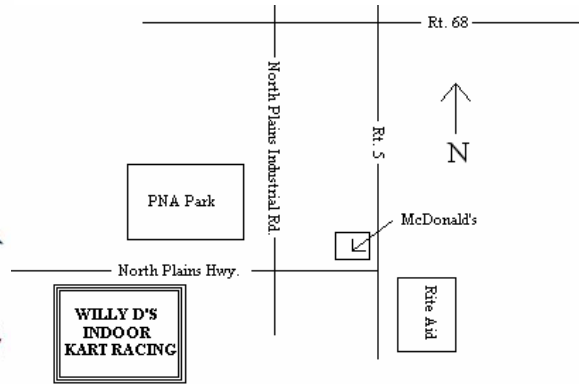 Rt. 68
North Plains Industrial Rd.
Rt. 5
N
PNA Park
McDonald's
North Plains Hwy.
Rite Aid
WILLY D'S
INDOOR
KART RACING